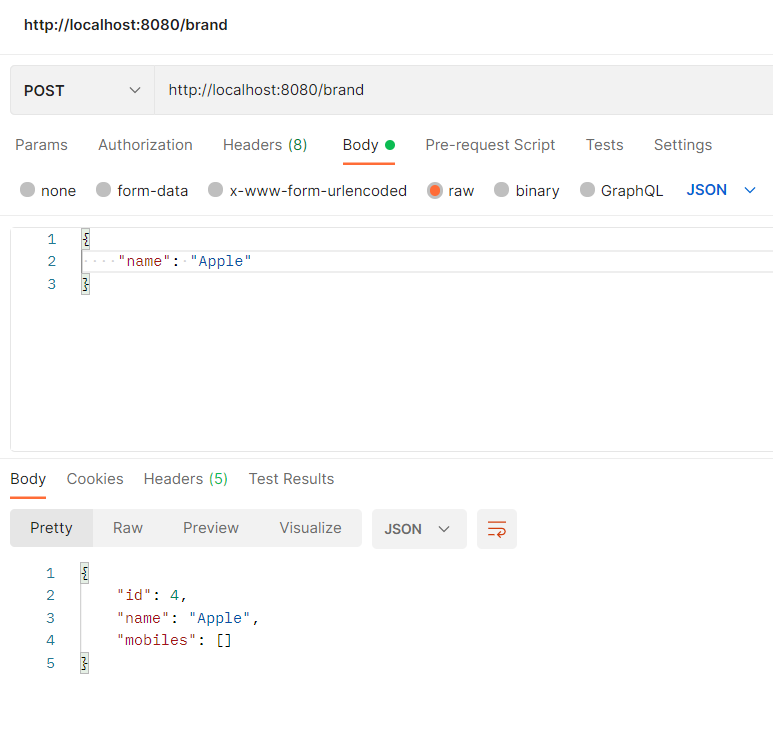 http://localhost:8080/brand
POST http://localhost:8080/brand
Params Authorization Headers (8) Body Pre-request Script Tests Settings
none form-data x-www-form-urlencoded raw binary GraphQL JSON
1 {
2 "name": "Apple"
3 }
Body Cookies Headers (5) Test Results
Pretty Raw Preview Visualize JSON
1 {
2 "id": 4,
3 "name": "Apple",
4 "mobiles": []
5 }